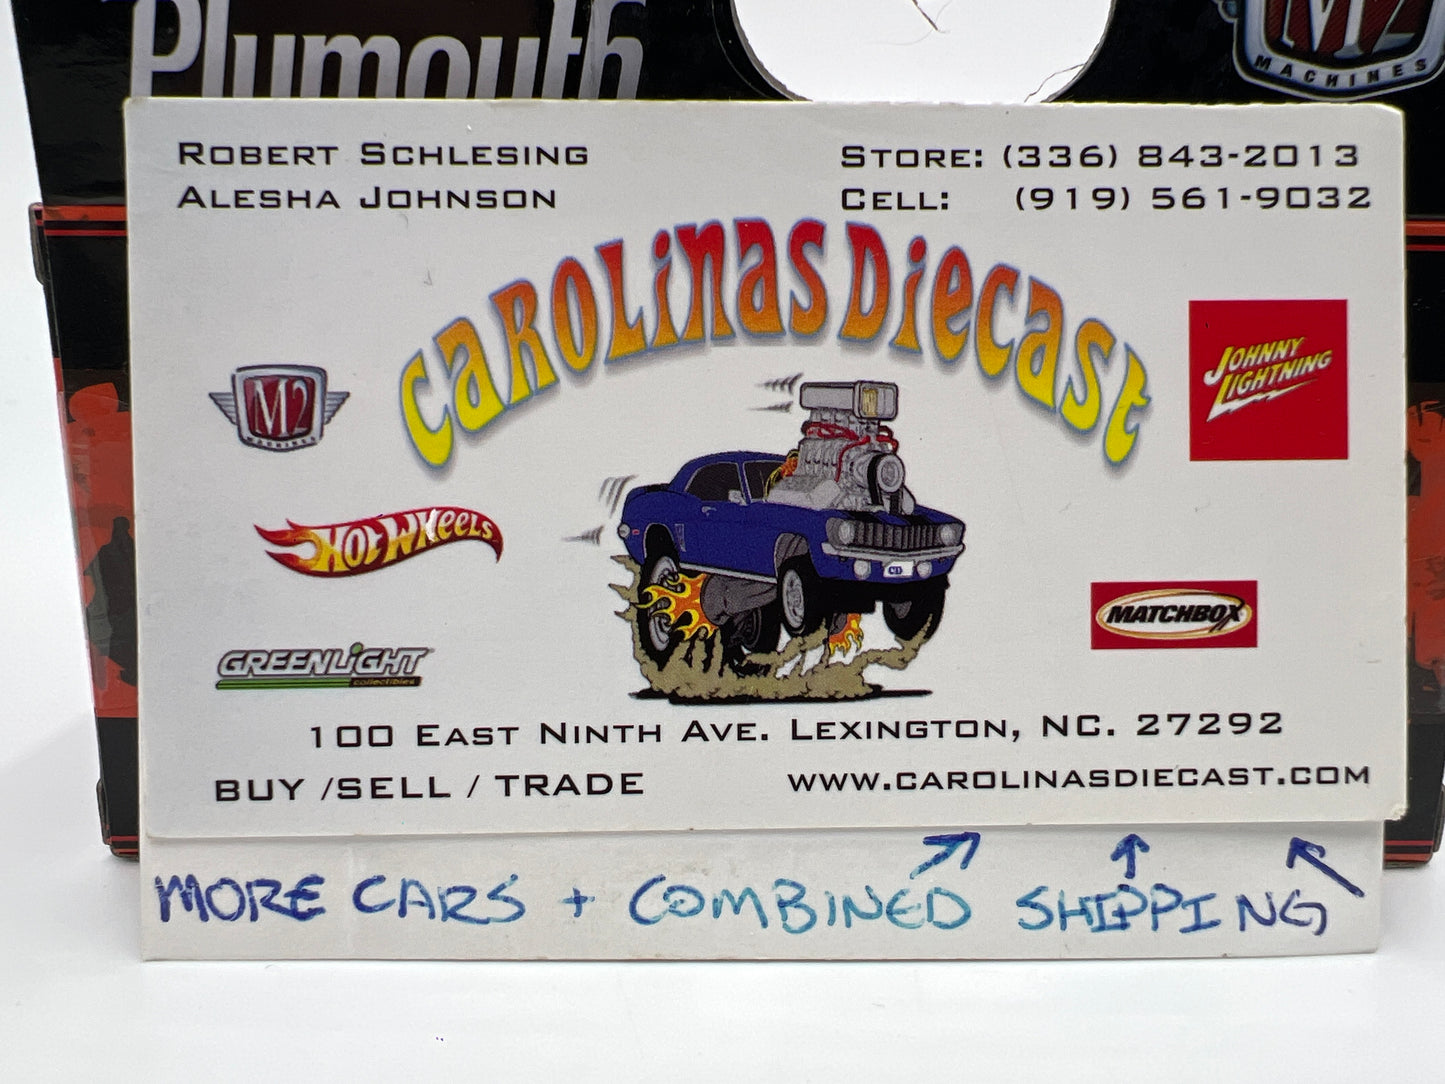 Plymouth
M2
MACHINES
ROBERT SCHLESING
ALESHA JOHNSON
STORE: (336) 843-2013
CELL: (919) 561-9032
CAROLINAS DIECAST
M2
MACHINES
JOHNNY
LIGHTNING
HOT WHEELS
CD
MATCHBOX
GREENLIGHT
collectibles
100 EAST NINTH AVE. LEXINGTON, NC. 27292
BUY /SELL / TRADE
WWW.CAROLINASDIECAST.COM
MORE CARS + COMBINED SHIPPING